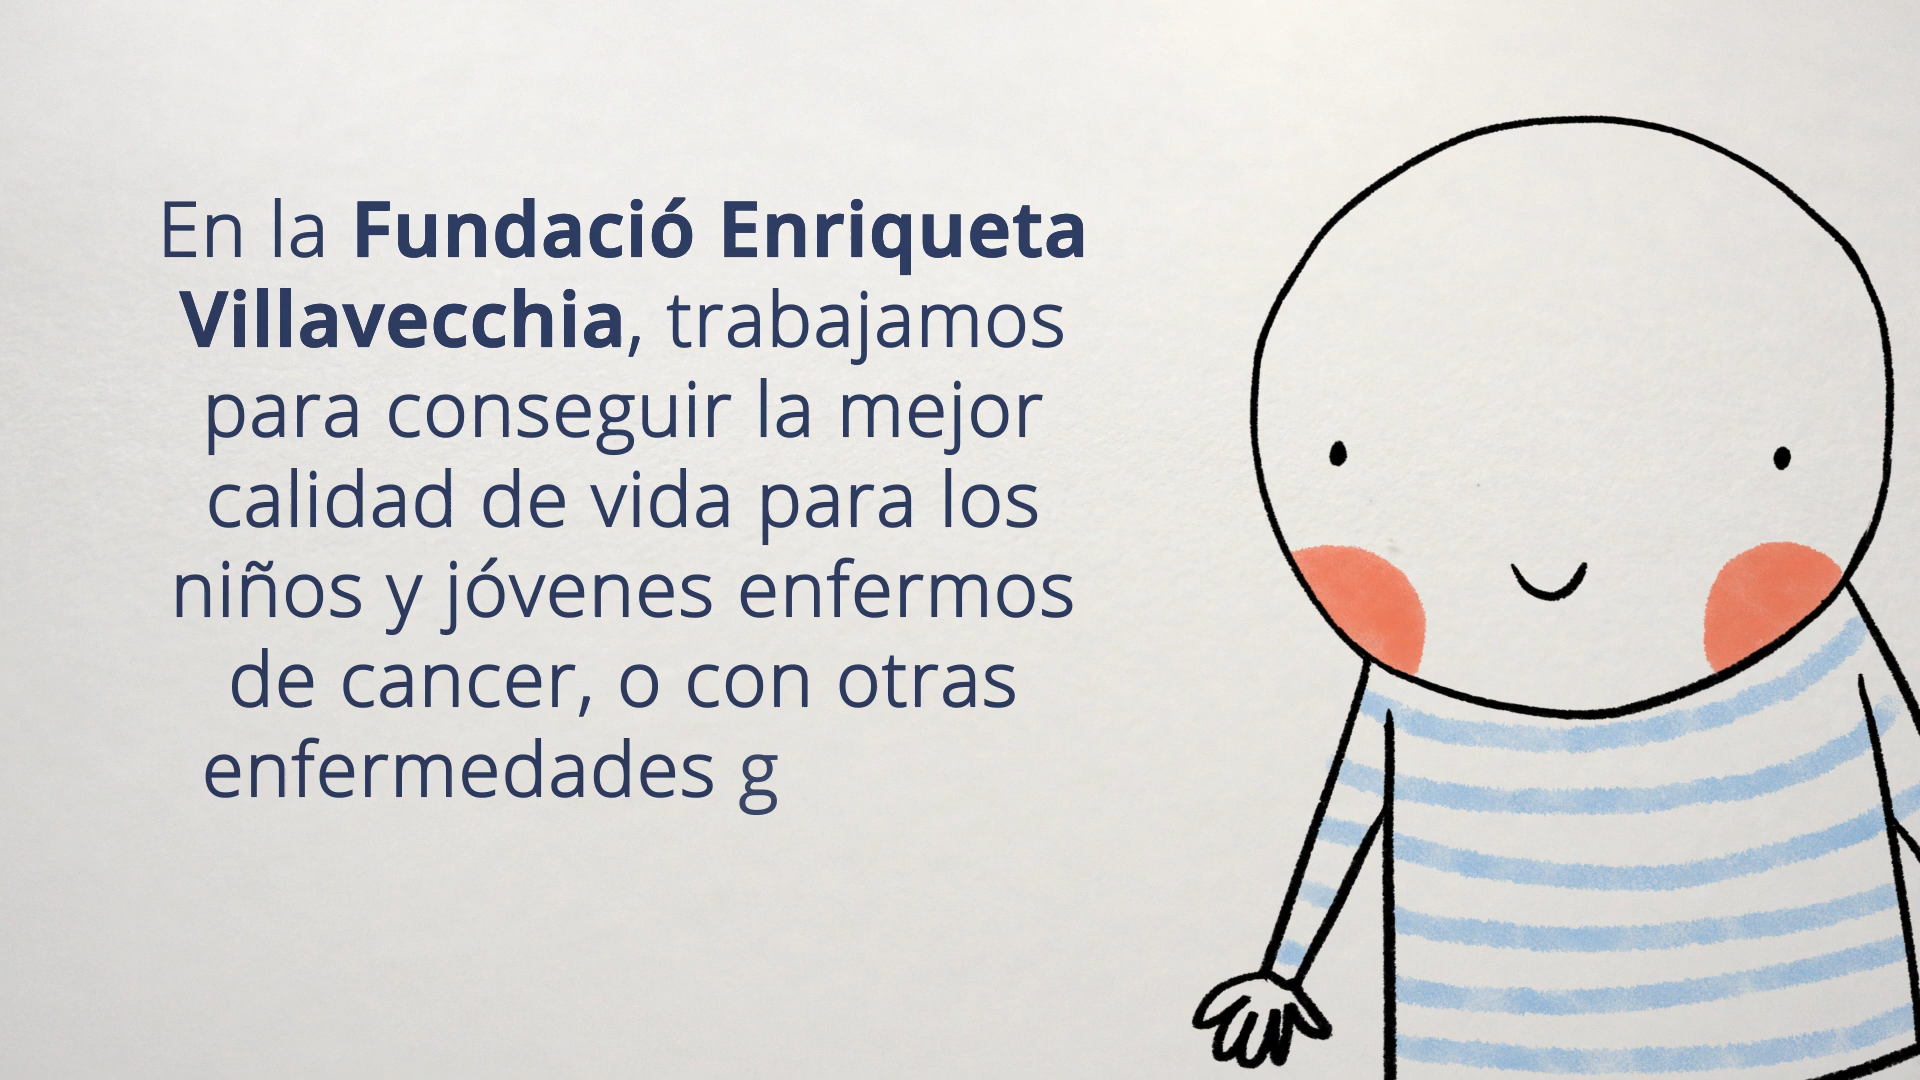 En la Fundació Enriqueta
Villavecchia, trabajamos
para conseguir la mejor
calidad de vida para los
niños y jóvenes enfermos
de cancer, o con otras
enfermedades g